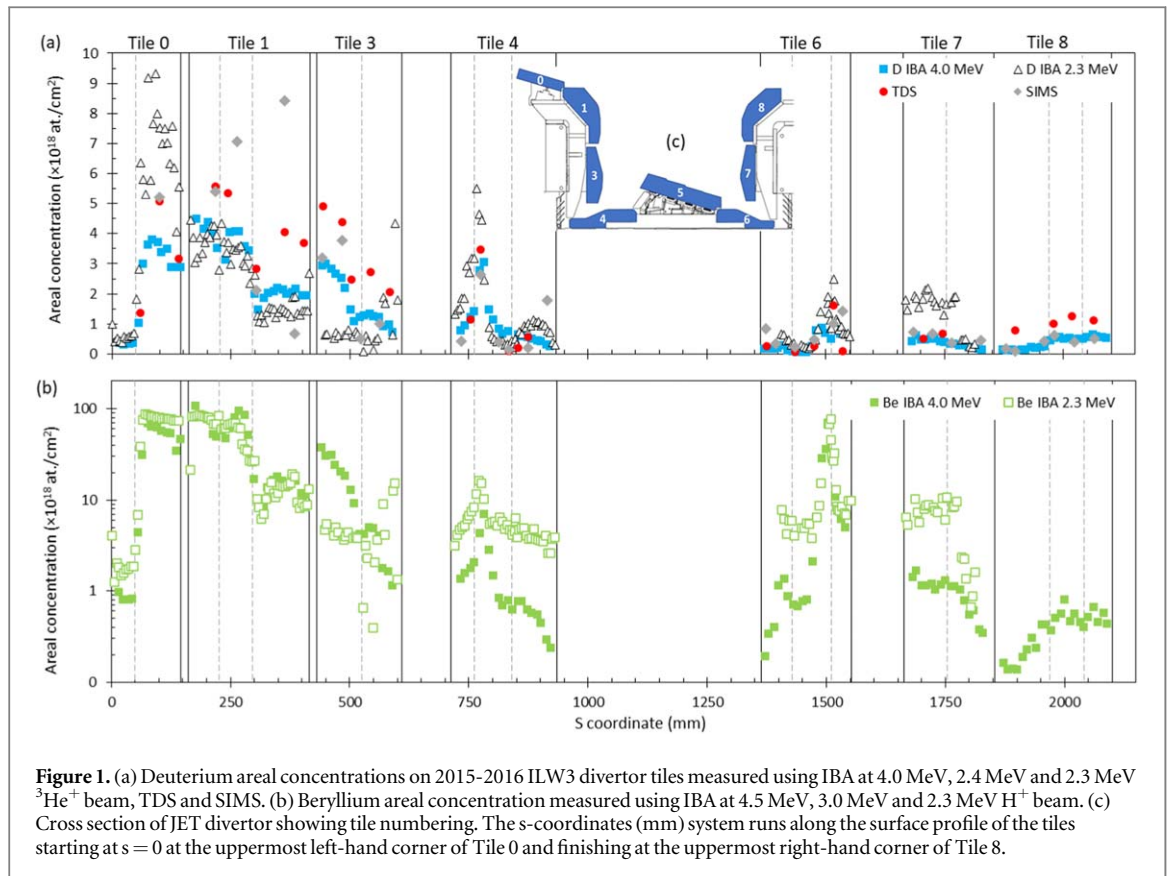 (a) Tile 0 Tile 1 Tile 3 Tile 4 Tile 6 Tile 7 Tile 8
10
9
8
7
6
5
4
3
2
1
0
Areal concentration (×10¹⁸ at./cm²)
D IBA 4.0 MeV D IBA 2.3 MeV
TDS SIMS
(c)
0
1
3
4
5
6
7
8
(b)
100
10
1
0
Areal concentration (×10¹⁸ at./cm²)
Be IBA 4.0 MeV Be IBA 2.3 MeV
0 250 500 750 1000 1250 1500 1750 2000
S coordinate (mm)
Figure 1. (a) Deuterium areal concentrations on 2015-2016 ILW3 divertor tiles measured using IBA at 4.0 MeV, 2.4 MeV and 2.3 MeV
³He⁺ beam, TDS and SIMS. (b) Beryllium areal concentration measured using IBA at 4.5 MeV, 3.0 MeV and 2.3 MeV H⁺ beam. (c)
Cross section of JET divertor showing tile numbering. The s-coordinates (mm) system runs along the surface profile of the tiles
starting at s = 0 at the uppermost left-hand corner of Tile 0 and finishing at the uppermost right-hand corner of Tile 8.